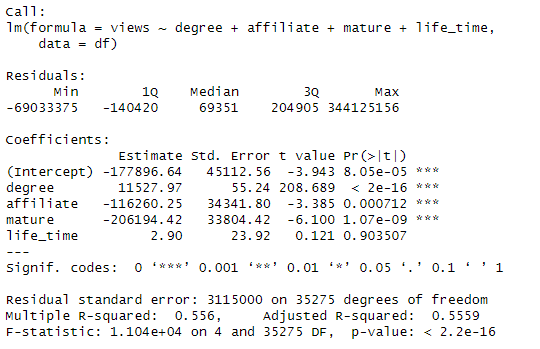 Call:
lm(formula = views ~ degree + affiliate + mature + life_time,
    data = df)
Residuals:
      Min        1Q    Median        3Q       Max
-69033375   -140420     69351    204905 344125156
Coefficients:
              Estimate Std. Error t value Pr(>|t|)
(Intercept) -177896.64   45112.56  -3.943 8.05e-05 ***
degree        11527.97      55.24 208.689  < 2e-16 ***
affiliate   -116260.25   34341.80  -3.385 0.000712 ***
mature      -206194.42   33804.42  -6.100 1.07e-09 ***
life_time         2.90      23.92   0.121 0.903507
---
Signif. codes:  0 ‘***’ 0.001 ‘**’ 0.01 ‘*’ 0.05 ‘.’ 0.1 ‘ ’ 1
Residual standard error: 3115000 on 35275 degrees of freedom
Multiple R-squared:  0.556,     Adjusted R-squared:  0.5559
F-statistic: 1.104e+04 on 4 and 35275 DF,  p-value: < 2.2e-16